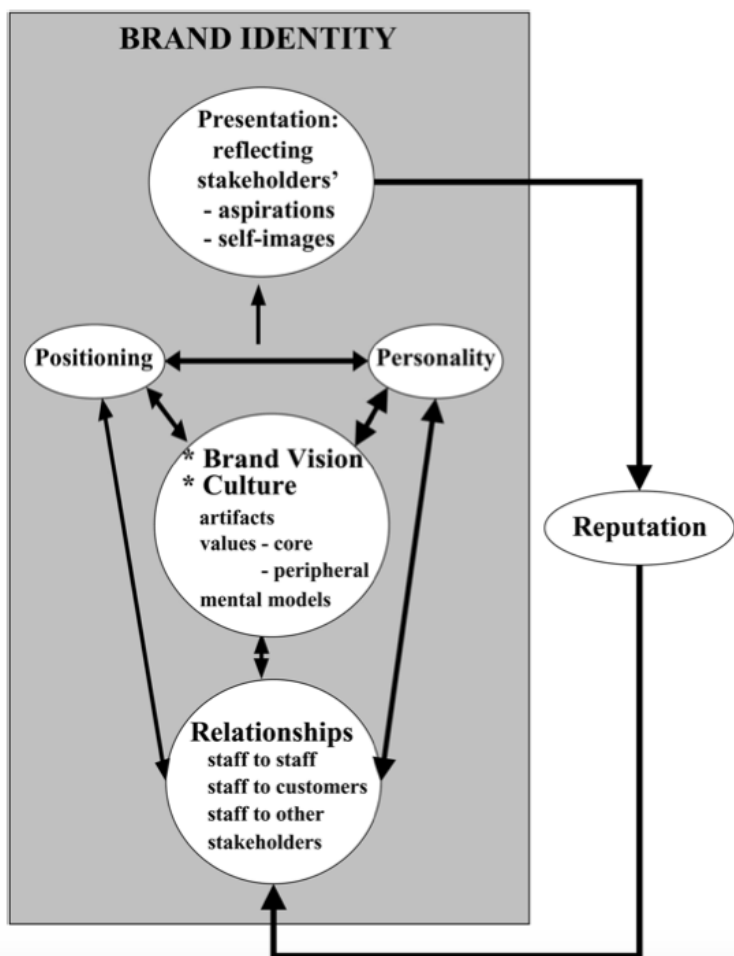 BRAND IDENTITY
Presentation:
reflecting
stakeholders’
- aspirations
- self-images
Positioning
Personality
* Brand Vision
* Culture
artifacts
values - core
- peripheral
mental models
Reputation
Relationships
staff to staff
staff to customers
staff to other
stakeholders